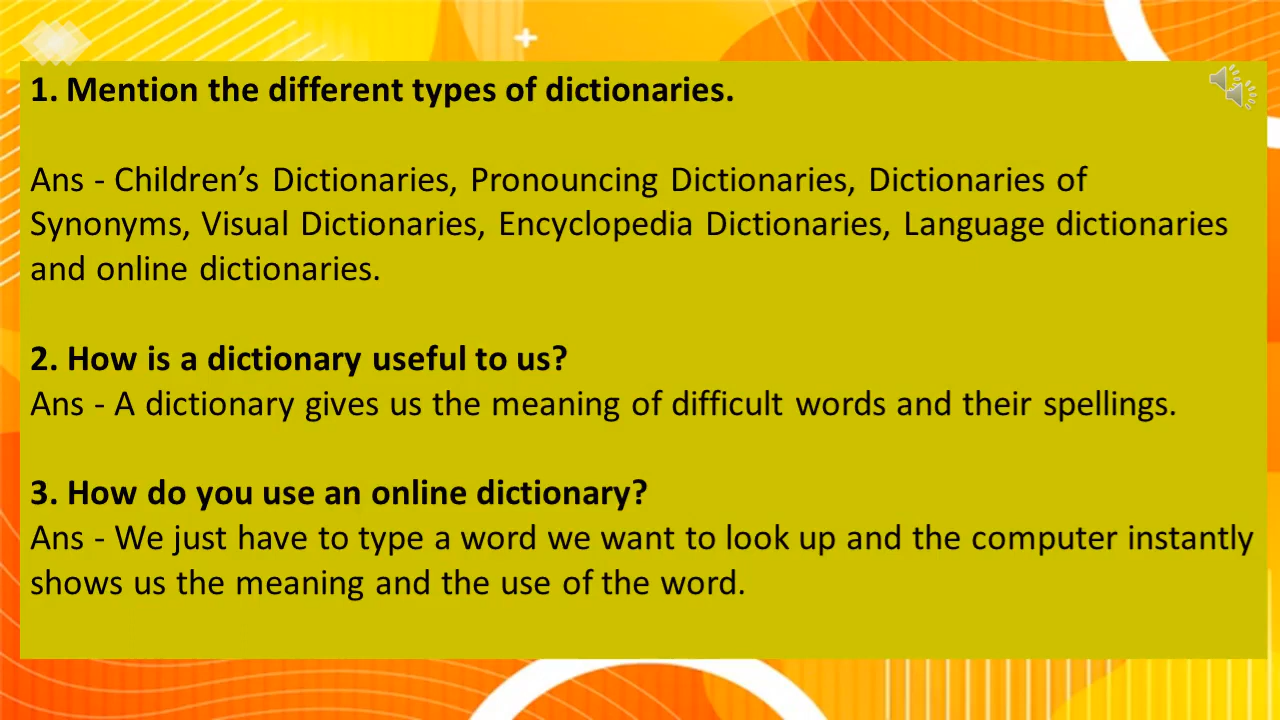 1. Mention the different types of dictionaries.
Ans - Children’s Dictionaries, Pronouncing Dictionaries, Dictionaries of
Synonyms, Visual Dictionaries, Encyclopedia Dictionaries, Language dictionaries
and online dictionaries.
2. How is a dictionary useful to us?
Ans - A dictionary gives us the meaning of difficult words and their spellings.
3. How do you use an online dictionary?
Ans - We just have to type a word we want to look up and the computer instantly
shows us the meaning and the use of the word.